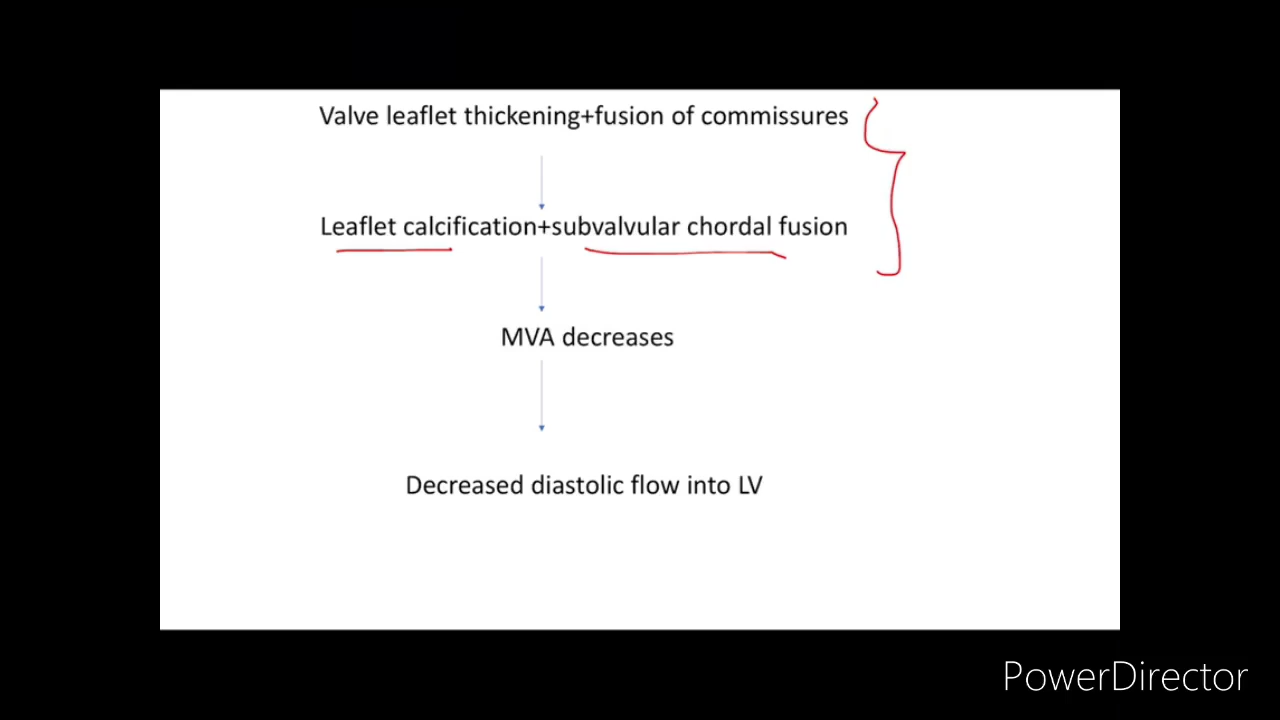 Valve leaflet thickening+fusion of commissures
Leaflet calcification+subvalvular chordal fusion
MVA decreases
Decreased diastolic flow into LV
PowerDirector